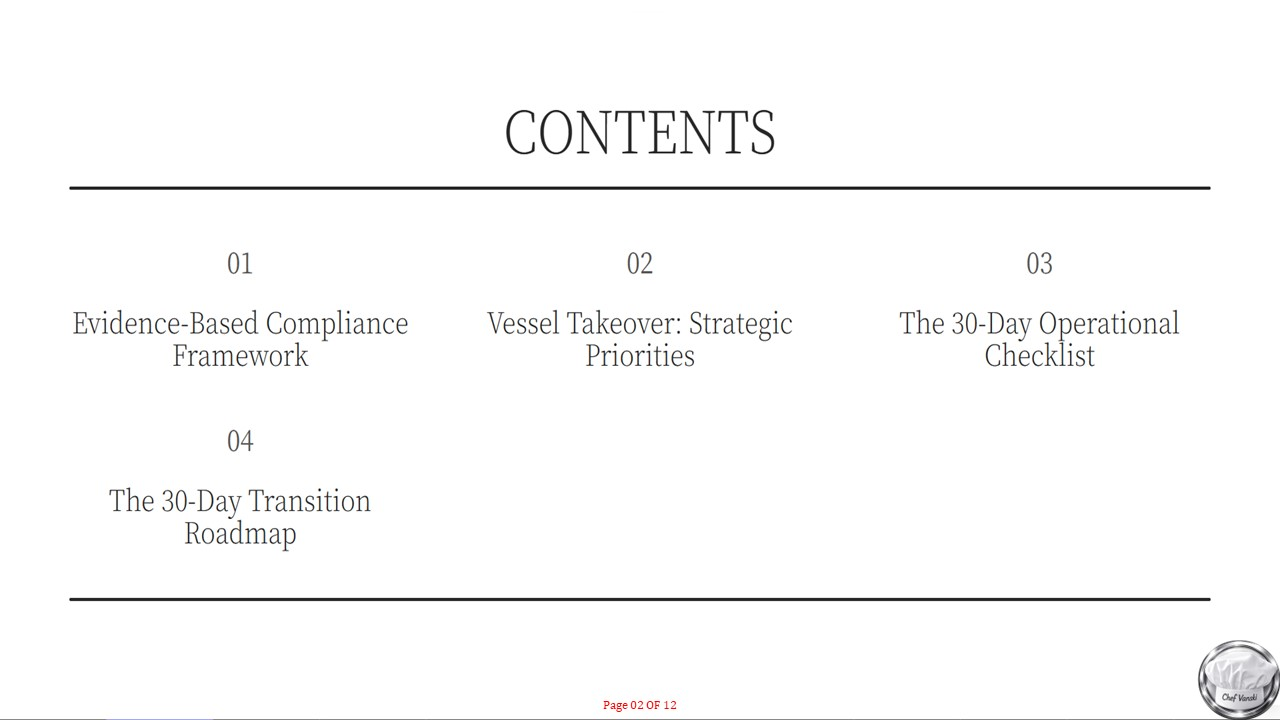 CONTENTS
01
Evidence-Based Compliance
Framework
02
Vessel Takeover: Strategic
Priorities
03
The 30-Day Operational
Checklist
04
The 30-Day Transition
Roadmap
Page 02 OF 12
Chef Vanski